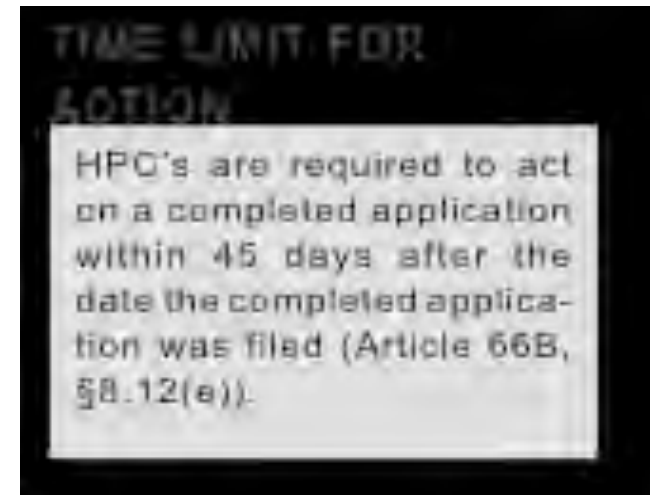 TIME LIMIT FOR
ACTION
HPC's are required to act
on a completed application
within 45 days after the
date the completed applica-
tion was filed (Article 66B,
§8.12(e)).